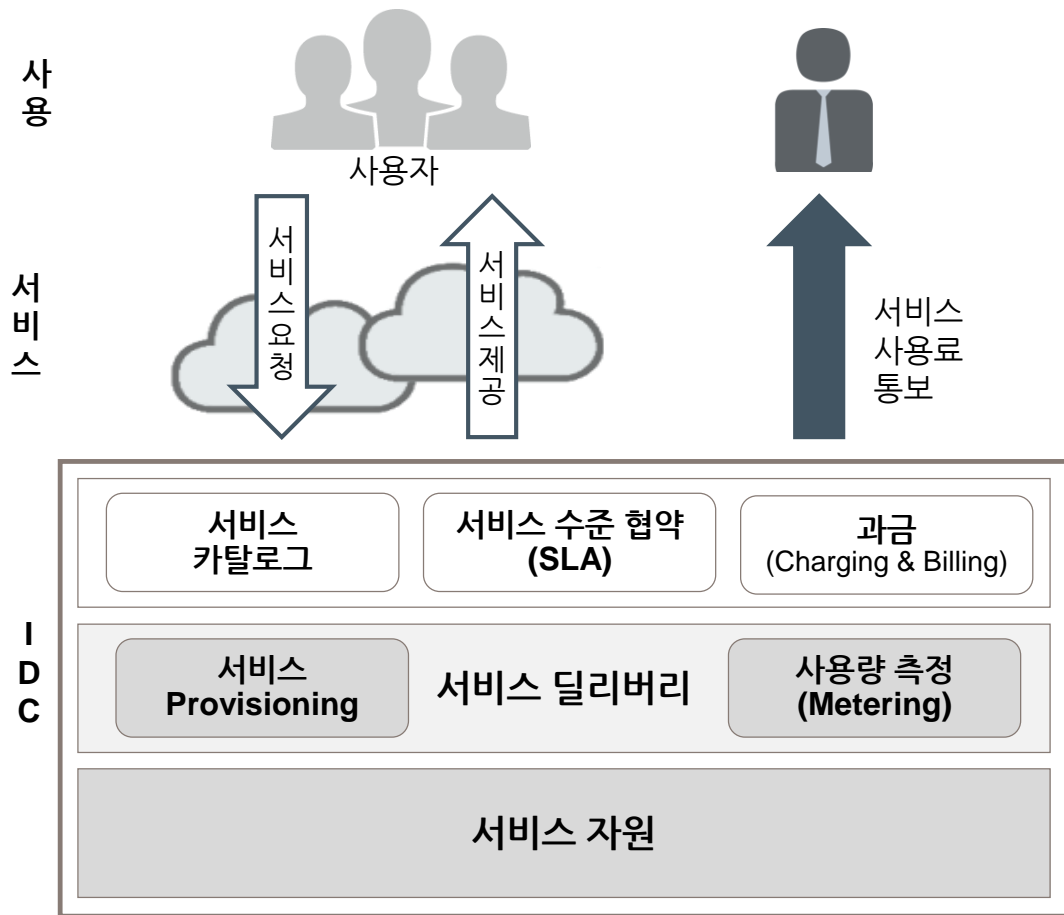 사용
사용자
서비스요청
서비스제공
서비스
서비스
사용료
통보
서비스
카탈로그
서비스 수준 협약
(SLA)
과금
(Charging & Billing)
IDC
서비스
Provisioning
서비스 딜리버리
사용량 측정
(Metering)
서비스 자원